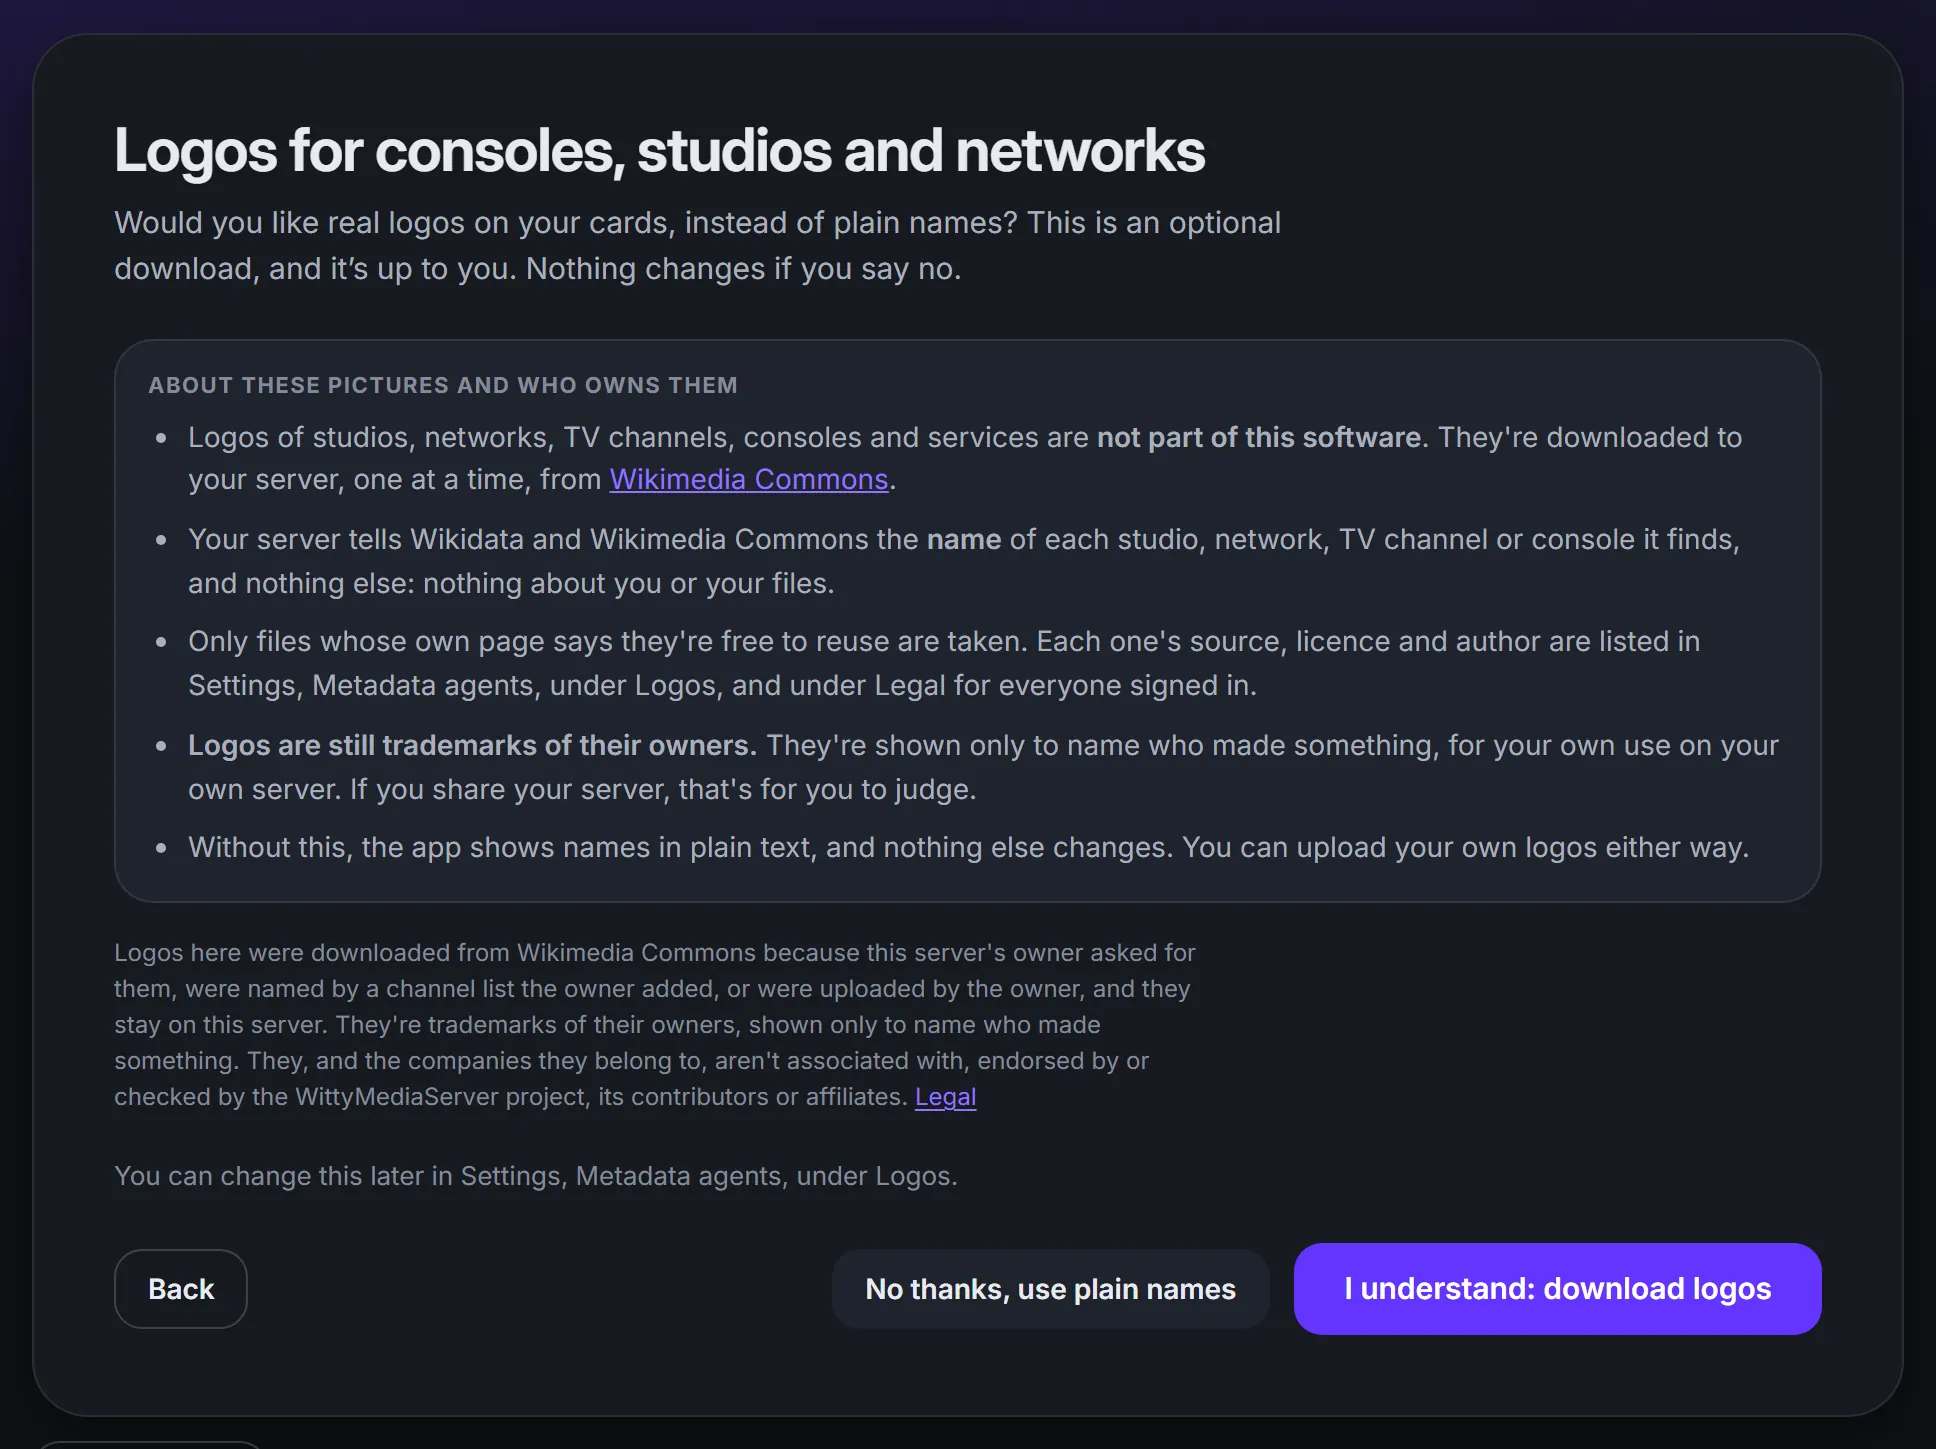 Logos for consoles, studios and networks
Would you like real logos on your cards, instead of plain names? This is an optional
download, and it’s up to you. Nothing changes if you say no.
ABOUT THESE PICTURES AND WHO OWNS THEM
• Logos of studios, networks, TV channels, consoles and services are not part of this software. They're downloaded to
your server, one at a time, from Wikimedia Commons.
• Your server tells Wikidata and Wikimedia Commons the name of each studio, network, TV channel or console it finds,
and nothing else: nothing about you or your files.
• Only files whose own page says they're free to reuse are taken. Each one's source, licence and author are listed in
Settings, Metadata agents, under Logos, and under Legal for everyone signed in.
• Logos are still trademarks of their owners. They're shown only to name who made something, for your own use on your
own server. If you share your server, that's for you to judge.
• Without this, the app shows names in plain text, and nothing else changes. You can upload your own logos either way.
Logos here were downloaded from Wikimedia Commons because this server's owner asked for
them, were named by a channel list the owner added, or were uploaded by the owner, and they
stay on this server. They're trademarks of their owners, shown only to name who made
something. They, and the companies they belong to, aren't associated with, endorsed by or
checked by the WittyMediaServer project, its contributors or affiliates. Legal
You can change this later in Settings, Metadata agents, under Logos.
Back
No thanks, use plain names
I understand: download logos